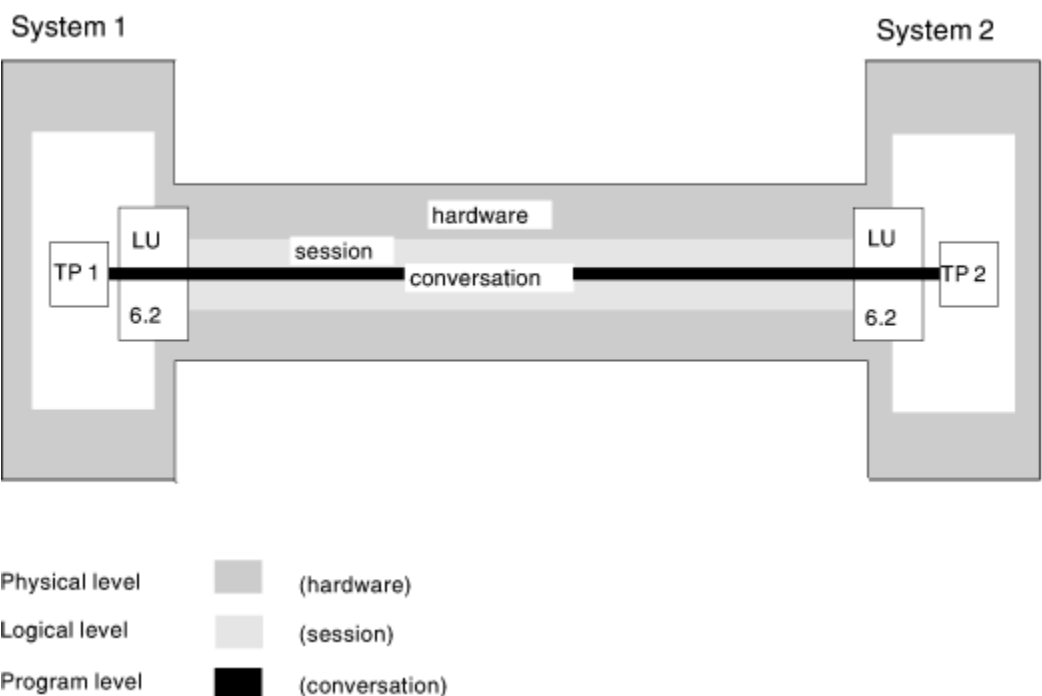 System 1
System 2
hardware
LU
LU
session
TP 1
conversation
TP 2
6.2
6.2
Physical level (hardware)
Logical level (session)
Program level (conversation)